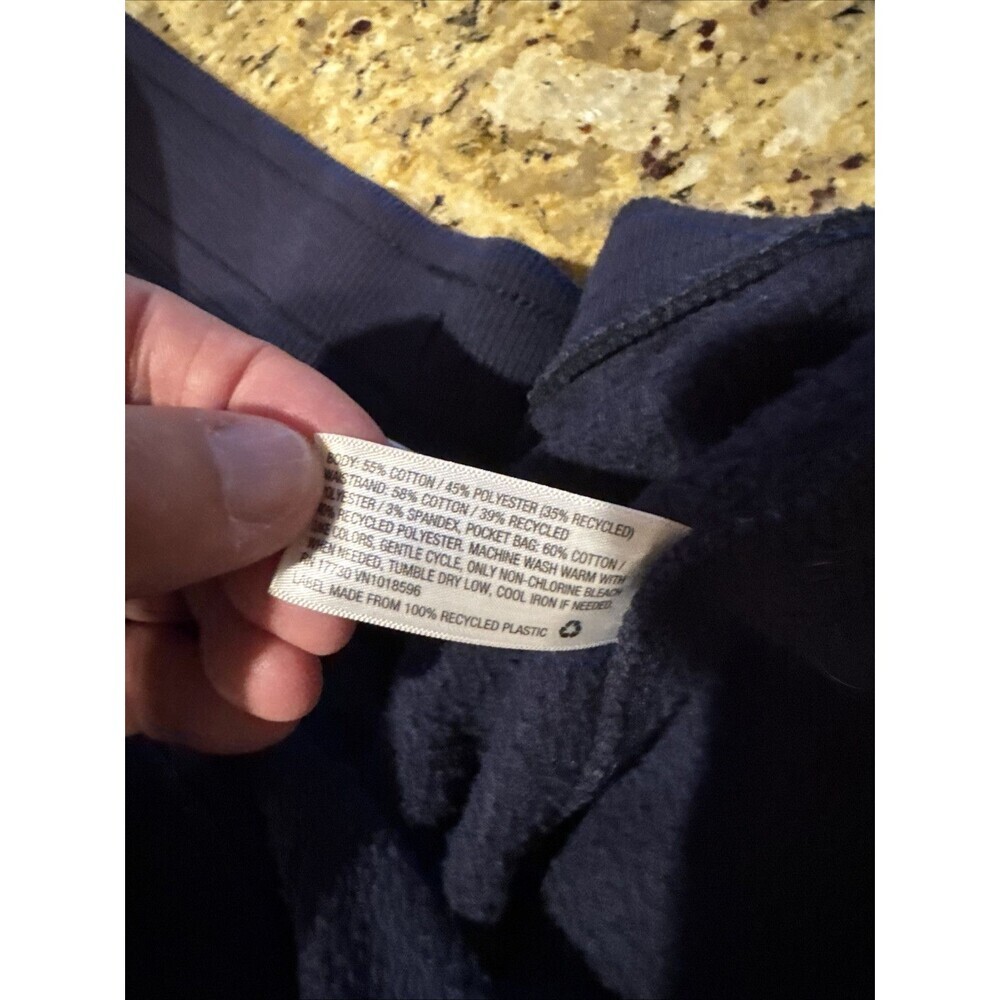 BODY: 55% COTTON / 45% POLYESTER (35% RECYCLED)
WAISTBAND: 58% COTTON / 39% RECYCLED
POLYESTER / 3% SPANDEX. POCKET BAG: 60% COTTON /
RECYCLED POLYESTER. MACHINE WASH WARM WITH
COLORS, GENTLE CYCLE, ONLY NON-CHLORINE BLEACH
WHEN NEEDED, TUMBLE DRY LOW, COOL IRON IF NEEDED.
RN 17730 VN1018596
LABEL MADE FROM 100% RECYCLED PLASTIC